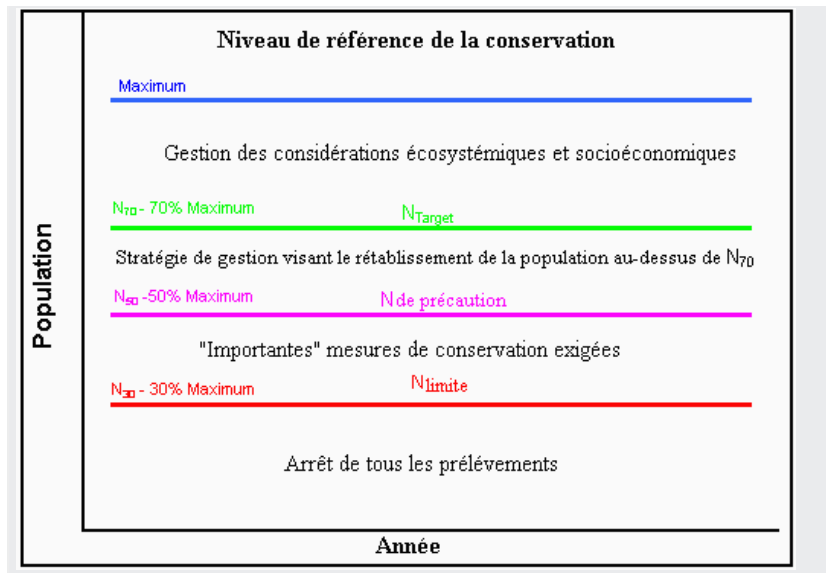 Niveau de référence de la conservation
Maximum
Gestion des considérations écosystémiques et socioéconomiques
N70 - 70% Maximum
NTarget
Stratégie de gestion visant le rétablissement de la population au-dessus de N70
N50 -50% Maximum
N de précaution
"Importantes" mesures de conservation exigées
N30 - 30% Maximum
Nlimite
Arrêt de tous les prélévements
Population
Année